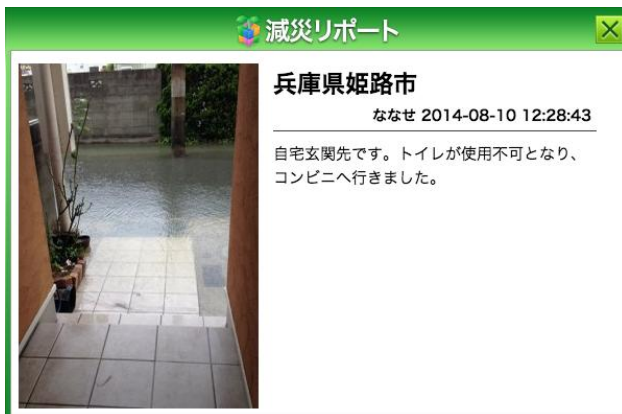 減災リポート
兵庫県姫路市
ななせ 2014-08-10 12:28:43
自宅玄関先です。トイレが使用不可となり、
コンビニへ行きました。